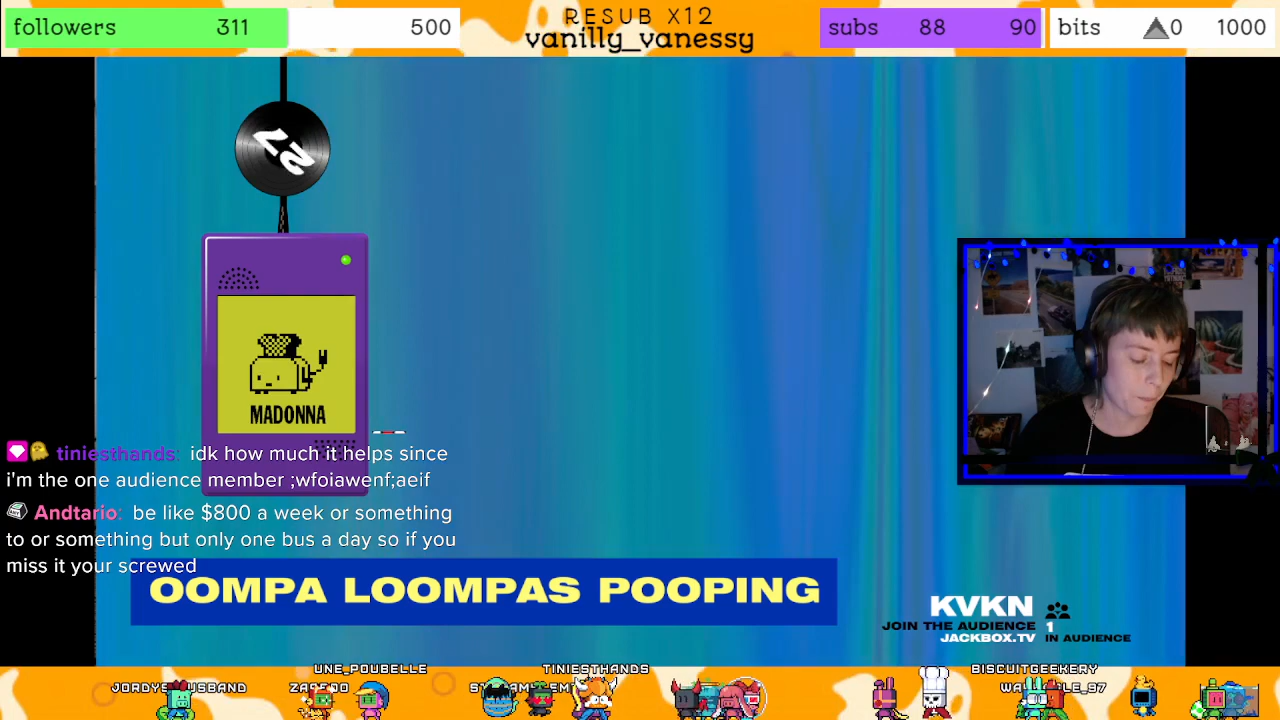 followers 311 500
RESUB X12
vanilly_vanessy
subs 88 90
bits 0 1000
27
MADONNA
tiniesthands: idk how much it helps since
i'm the one audience member ;wfoiawenf;aeif
Andtario: be like $800 a week or something
to or something but only one bus a day so if you
miss it your screwed
OOMPA LOOMPAS POOPING
KVKN
JOIN THE AUDIENCE 1
JACKBOX.TV IN AUDIENCE
UNE_POUBELLE
TINIESTHANDS
BISCUITGEEKERY